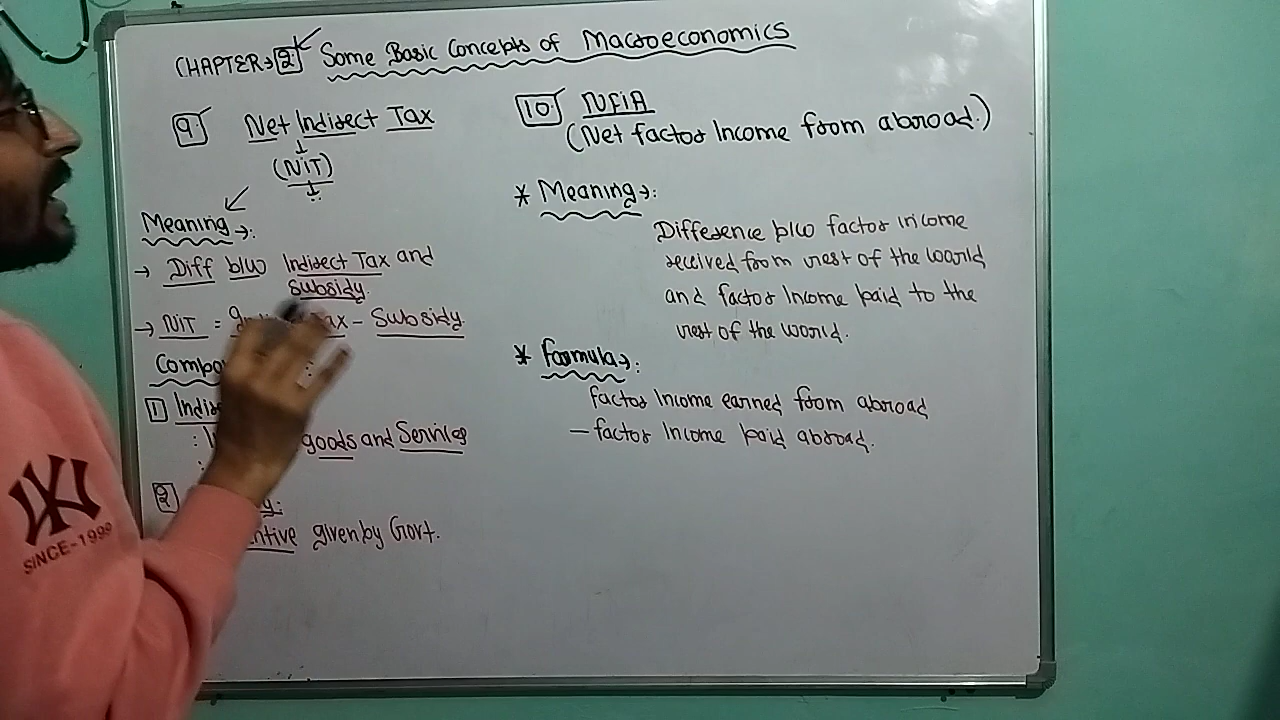 CHAPTER→ 2 Some Basic Concepts of Macroeconomics
9 Net Indirect Tax
↓
(NIT)
↓
Meaning→:
→ Diff b/w Indirect Tax and
Subsidy.
→ NIT = Tax - Subsidy
1
goods and Services
2
given by Govt.
10 NFIA
(Net factor Income from abroad.)
* Meaning→:
Difference b/w factor income
received from rest of the world
and factor Income paid to the
rest of the world.
* Formula→:
factor Income earned from abroad
— factor Income paid abroad.
SINCE-1999